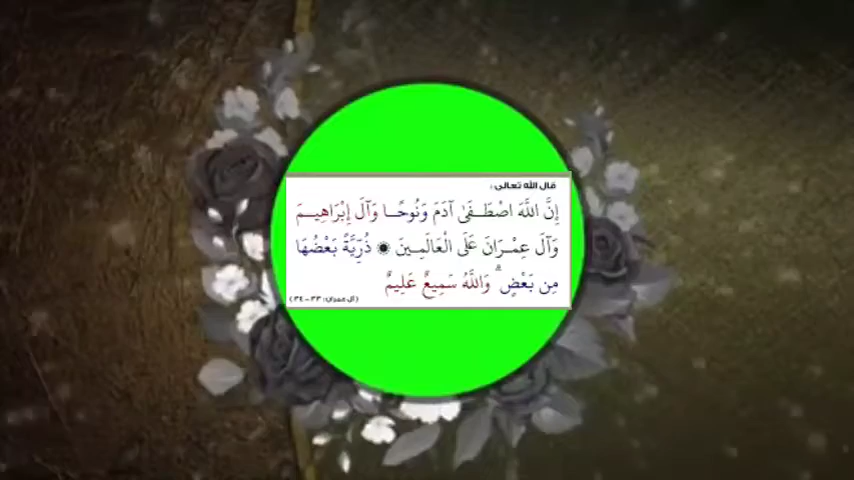 قال الله تعالى :
إِنَّ اللَّهَ اصْطَفَىٰ آدَمَ وَنُوحًا وَآلَ إِبْرَاهِيمَ
وَآلَ عِمْرَانَ عَلَى الْعَالَمِينَ ۞ ذُرِّيَّةً بَعْضُهَا
مِن بَعْضٍ ۗ وَاللَّهُ سَمِيعٌ عَلِيمٌ
(آل عمران: ٣٣ - ٣٤)